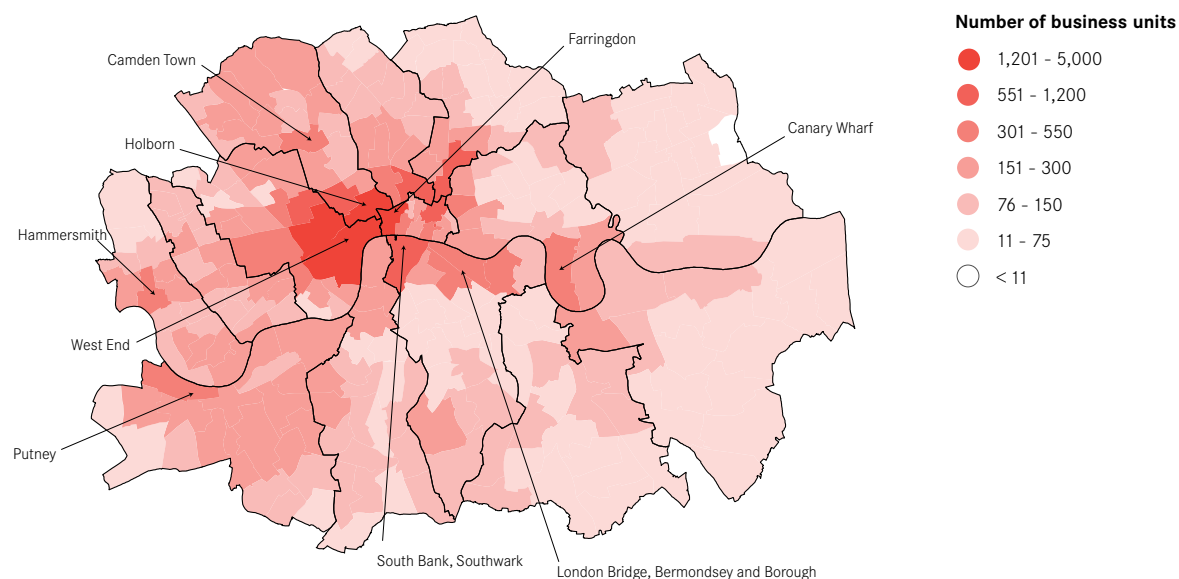 Number of business units
1,201 - 5,000
551 - 1,200
301 - 550
151 - 300
76 - 150
11 - 75
< 11
Farringdon
Camden Town
Canary Wharf
Holborn
Hammersmith
West End
Putney
South Bank, Southwark
London Bridge, Bermondsey and Borough